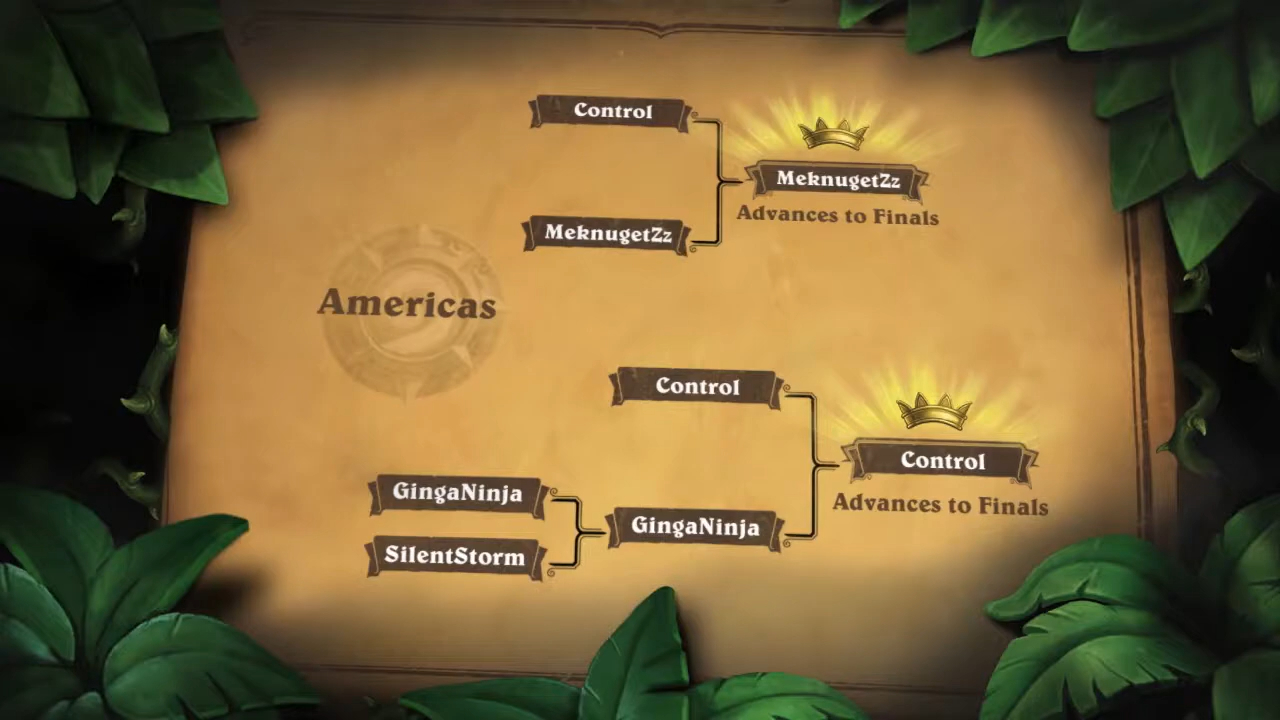 Control
MeknugetZz
Advances to Finals
MeknugetZz
Americas
Control
Control
Advances to Finals
GingaNinja
GingaNinja
SilentStorm